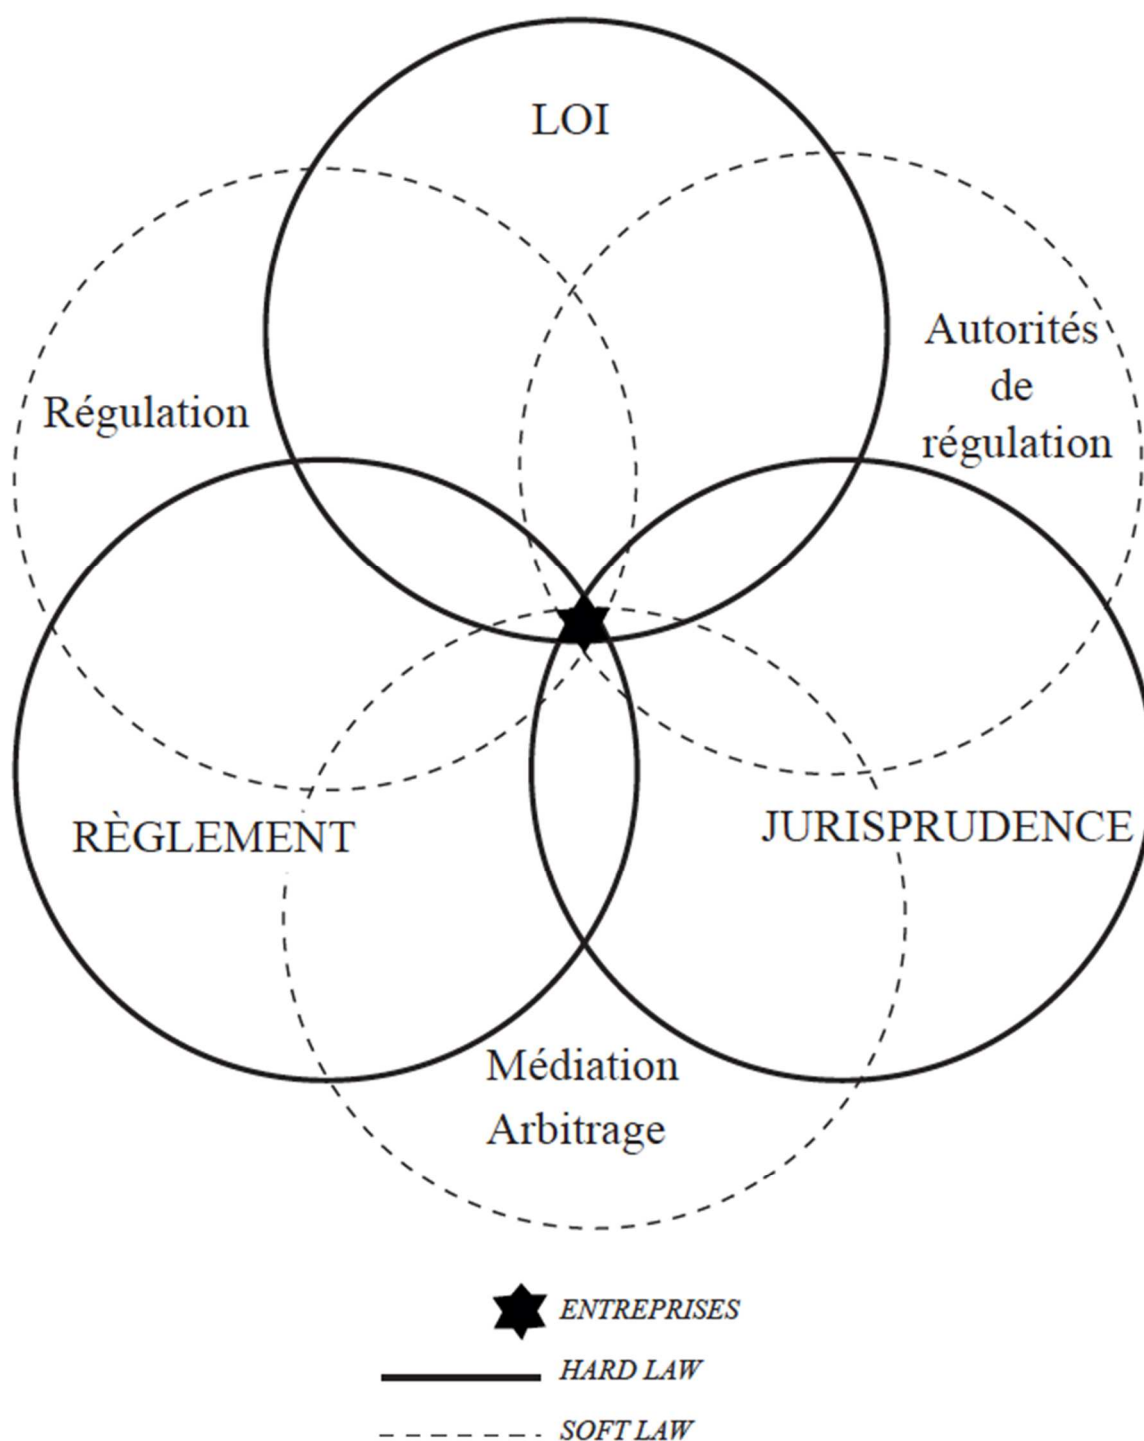 LOI
Autorités
de
régulation
Régulation
RÈGLEMENT
JURISPRUDENCE
Médiation
Arbitrage
ENTREPRISES
HARD LAW
SOFT LAW